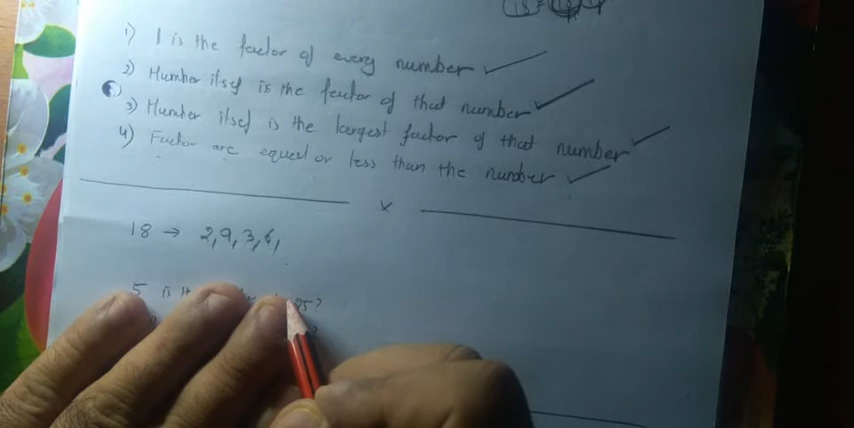 18 = 18
1) 1 is the factor of every number
2) Number itself is the factor of that number
3) Number itself is the largest factor of that number
4) Factor are equal or less than the number
x
18 → 2, 9, 3, 6,
5 is 25?
?